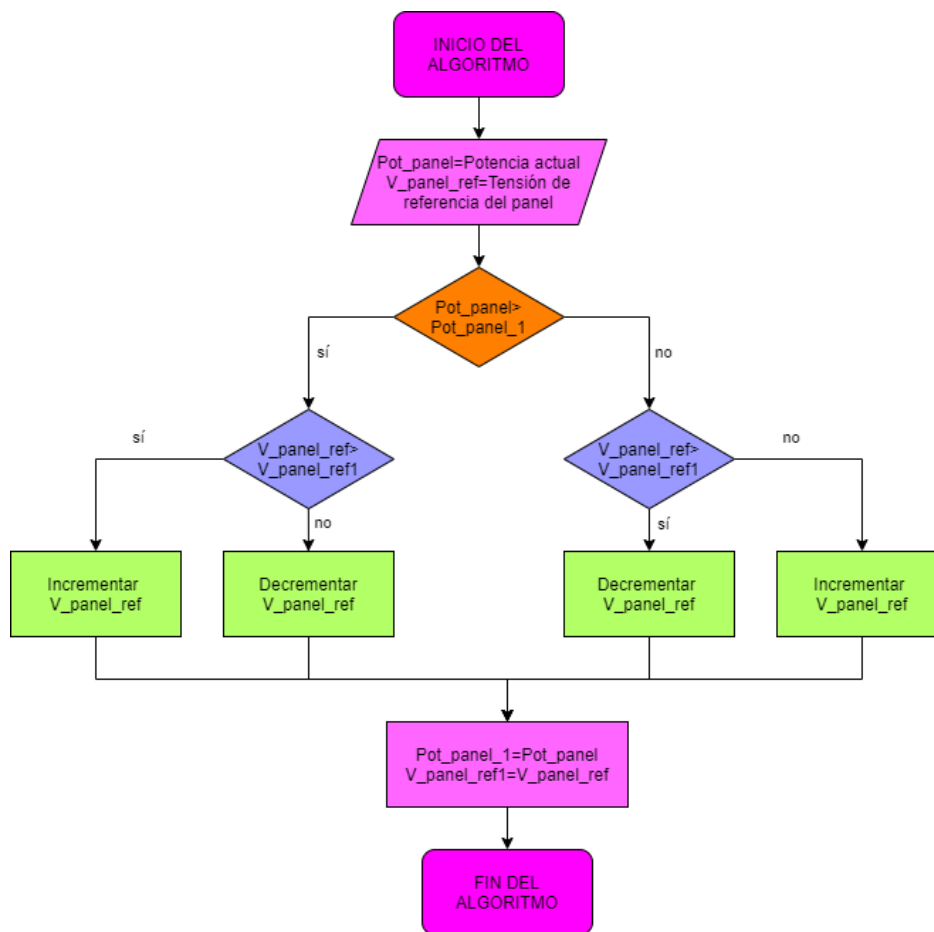 INICIO DEL
ALGORITMO
Pot_panel=Potencia actual
V_panel_ref=Tensión de
referencia del panel
Pot_panel>
Pot_panel_1
sí
no
V_panel_ref>
V_panel_ref1
V_panel_ref>
V_panel_ref1
sí
no
no
sí
Incrementar
V_panel_ref
Decrementar
V_panel_ref
Decrementar
V_panel_ref
Incrementar
V_panel_ref
Pot_panel_1=Pot_panel
V_panel_ref1=V_panel_ref
FIN DEL
ALGORITMO